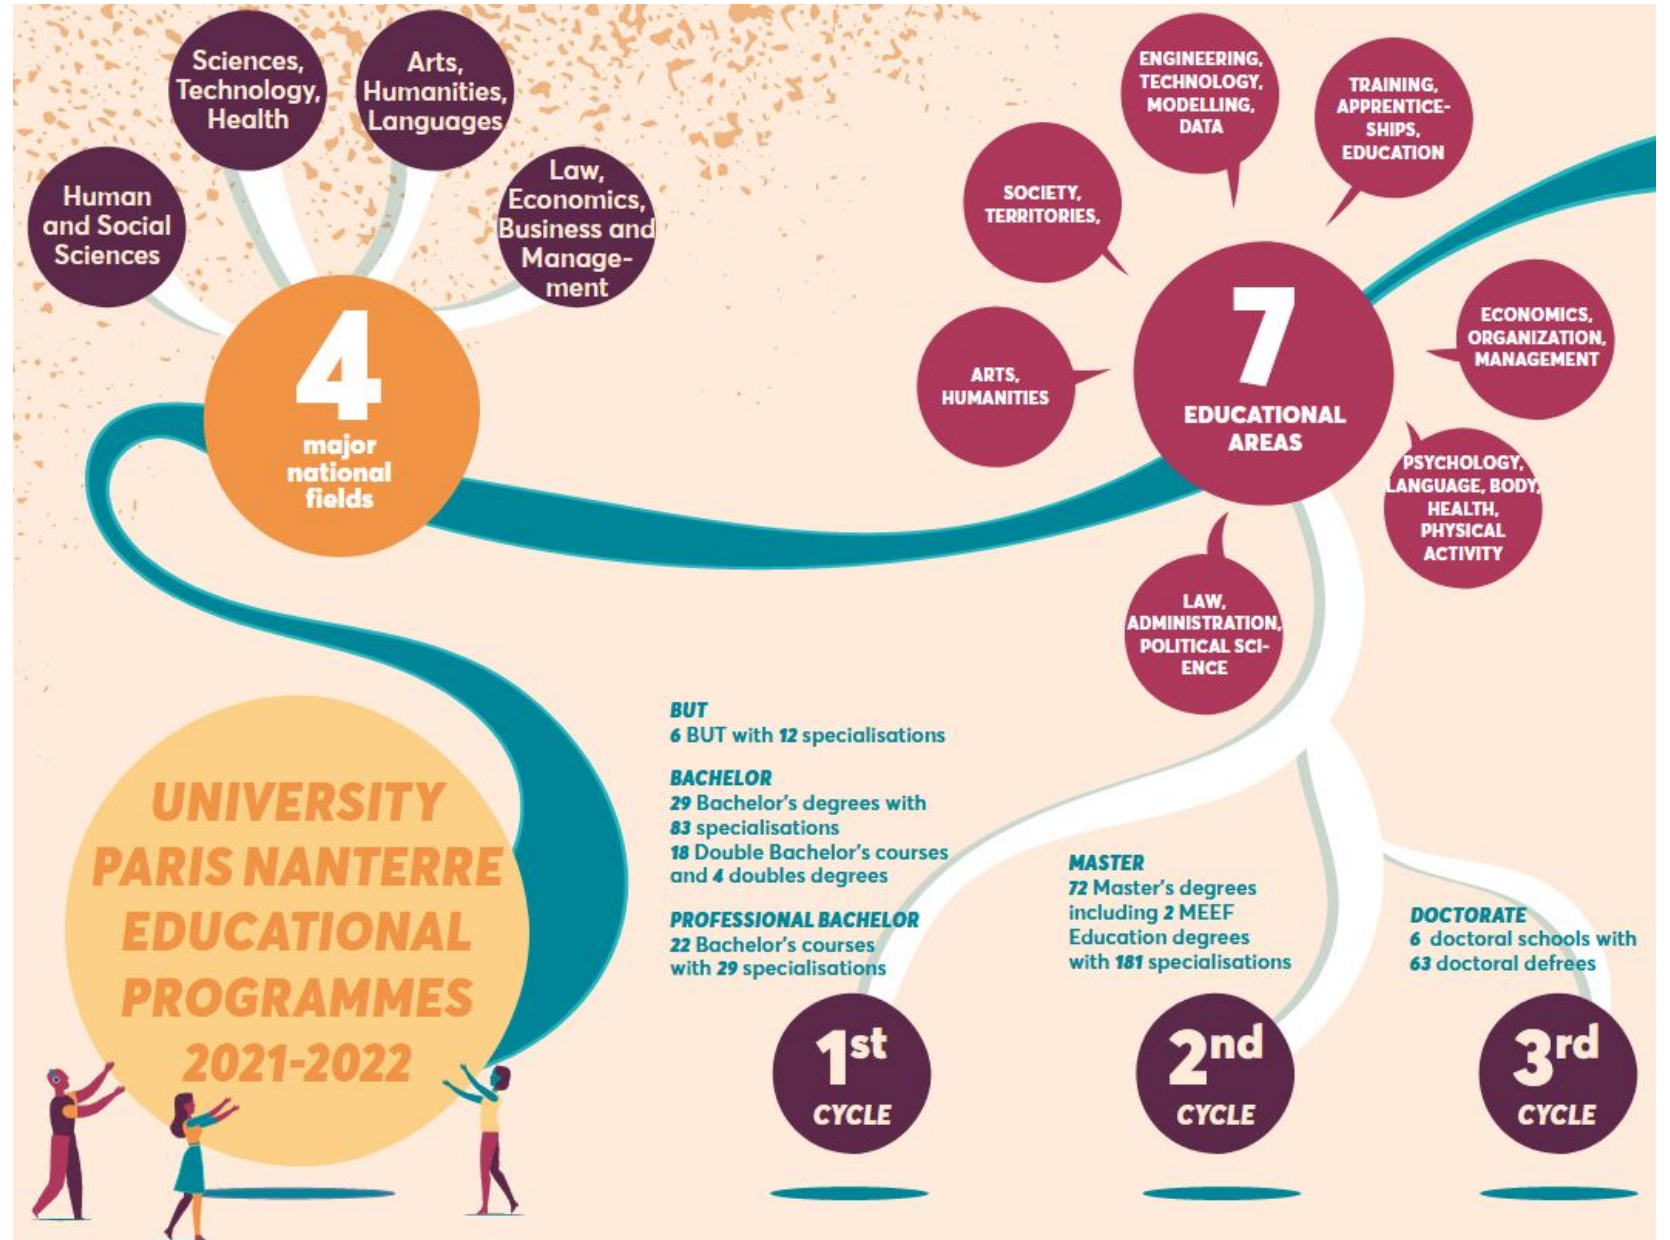 Sciences,
Technology,
Health
Arts,
Humanities,
Languages
Human
and Social
Sciences
Law,
Economics,
Business and
Manage-
ment
4
major
national
fields
ENGINEERING,
TECHNOLOGY,
MODELLING,
DATA
TRAINING,
APPRENTICE-
SHIPS,
EDUCATION
SOCIETY,
TERRITORIES,
ARTS,
HUMANITIES
7
EDUCATIONAL
AREAS
ECONOMICS,
ORGANIZATION,
MANAGEMENT
PSYCHOLOGY,
LANGUAGE, BODY,
HEALTH,
PHYSICAL
ACTIVITY
LAW,
ADMINISTRATION,
POLITICAL SCI-
ENCE
UNIVERSITY
PARIS NANTERRE
EDUCATIONAL
PROGRAMMES
2021-2022
BUT
6 BUT with 12 specialisations
BACHELOR
29 Bachelor's degrees with
83 specialisations
18 Double Bachelor's courses
and 4 doubles degrees
PROFESSIONAL BACHELOR
22 Bachelor's courses
with 29 specialisations
1st
CYCLE
MASTER
72 Master's degrees
including 2 MEEF
Education degrees
with 181 specialisations
2nd
CYCLE
DOCTORATE
6 doctoral schools with
63 doctoral defrees
3rd
CYCLE